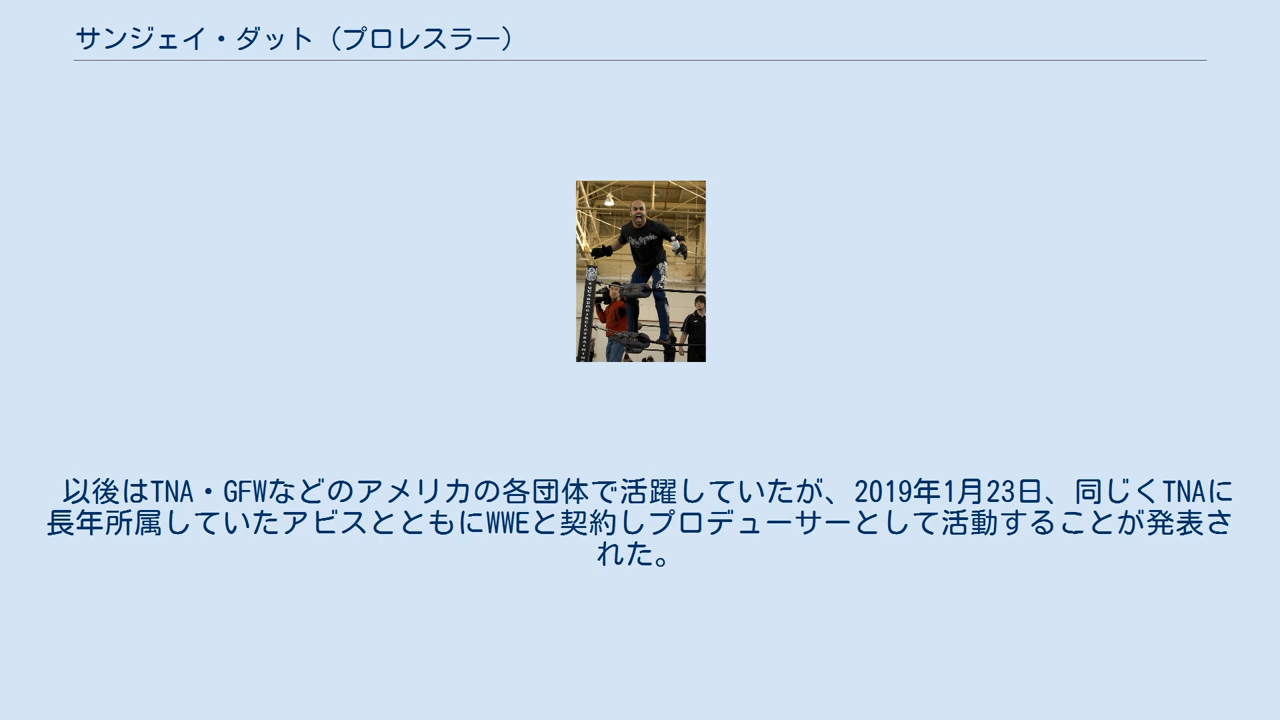 サンジェイ・ダット（プロレスラー）
以後はTNA・GFWなどのアメリカの各団体で活躍していたが、2019年1月23日、同じくTNAに
長年所属していたアビスとともにWWEと契約しプロデューサーとして活動することが発表さ
れた。